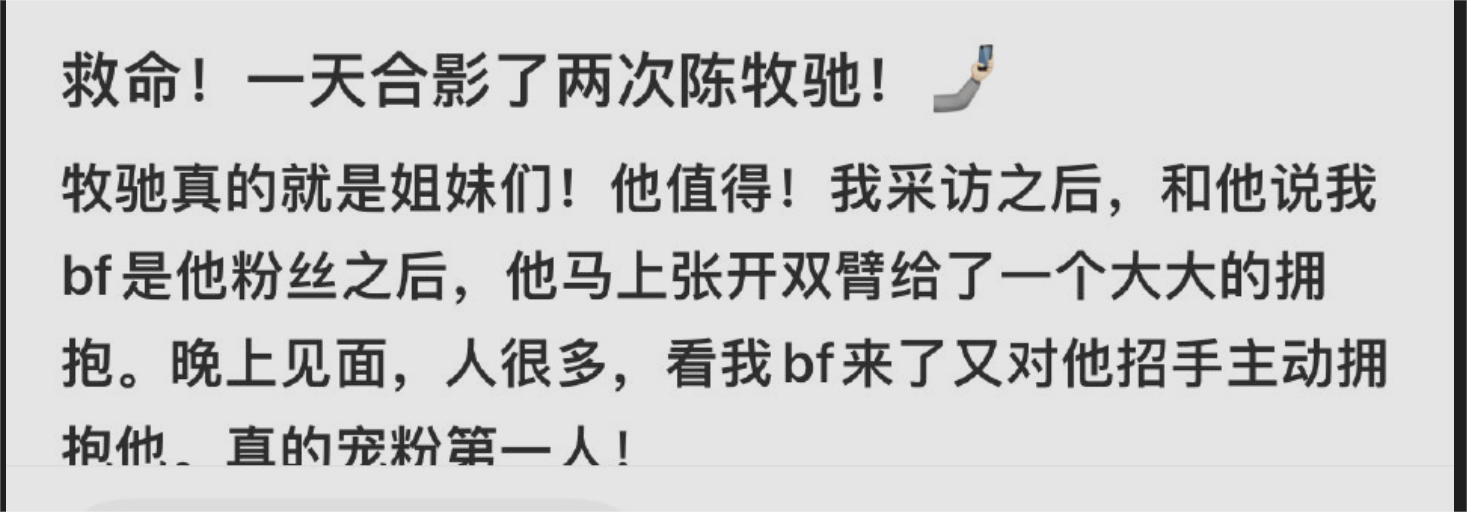 救命！一天合影了两次陈牧驰！🤳
牧驰真的就是姐妹们！他值得！我采访之后，和他说我
bf是他粉丝之后，他马上张开双臂给了一个大大的拥
抱。晚上见面，人很多，看我bf来了又对他招手主动拥
抱他。真的宠粉第一人！